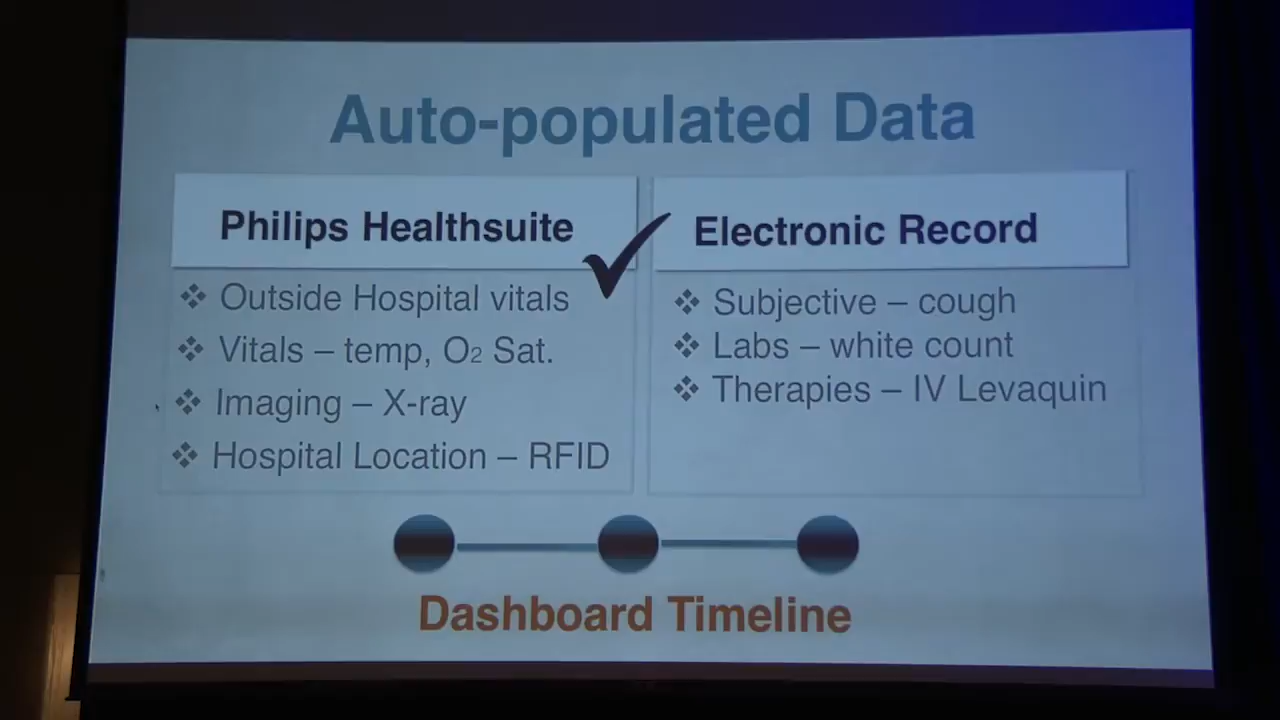 Auto-populated Data
Philips Healthsuite
Outside Hospital vitals
Vitals – temp, O2 Sat.
Imaging – X-ray
Hospital Location – RFID
Electronic Record
Subjective – cough
Labs – white count
Therapies – IV Levaquin
Dashboard Timeline